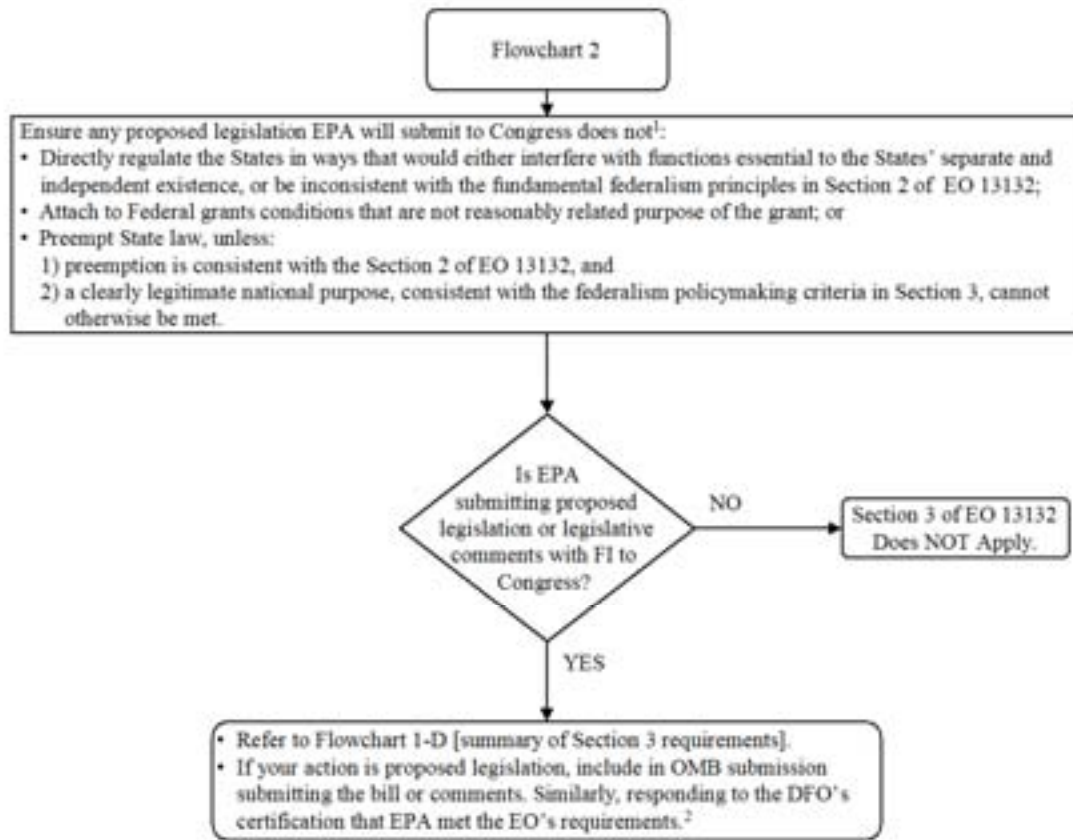 Flowchart 2
Ensure any proposed legislation EPA will submit to Congress does not¹:
• Directly regulate the States in ways that would either interfere with functions essential to the States' separate and
independent existence, or be inconsistent with the fundamental federalism principles in Section 2 of EO 13132;
• Attach to Federal grants conditions that are not reasonably related purpose of the grant; or
• Preempt State law, unless:
1) preemption is consistent with the Section 2 of EO 13132, and
2) a clearly legitimate national purpose, consistent with the federalism policymaking criteria in Section 3, cannot
otherwise be met.
Is EPA
submitting proposed
legislation or legislative
comments with FI to
Congress?
NO
Section 3 of EO 13132
Does NOT Apply.
YES
• Refer to Flowchart 1-D [summary of Section 3 requirements].
• If your action is proposed legislation, include in OMB submission
submitting the bill or comments. Similarly, responding to the DFO's
certification that EPA met the EO's requirements.²